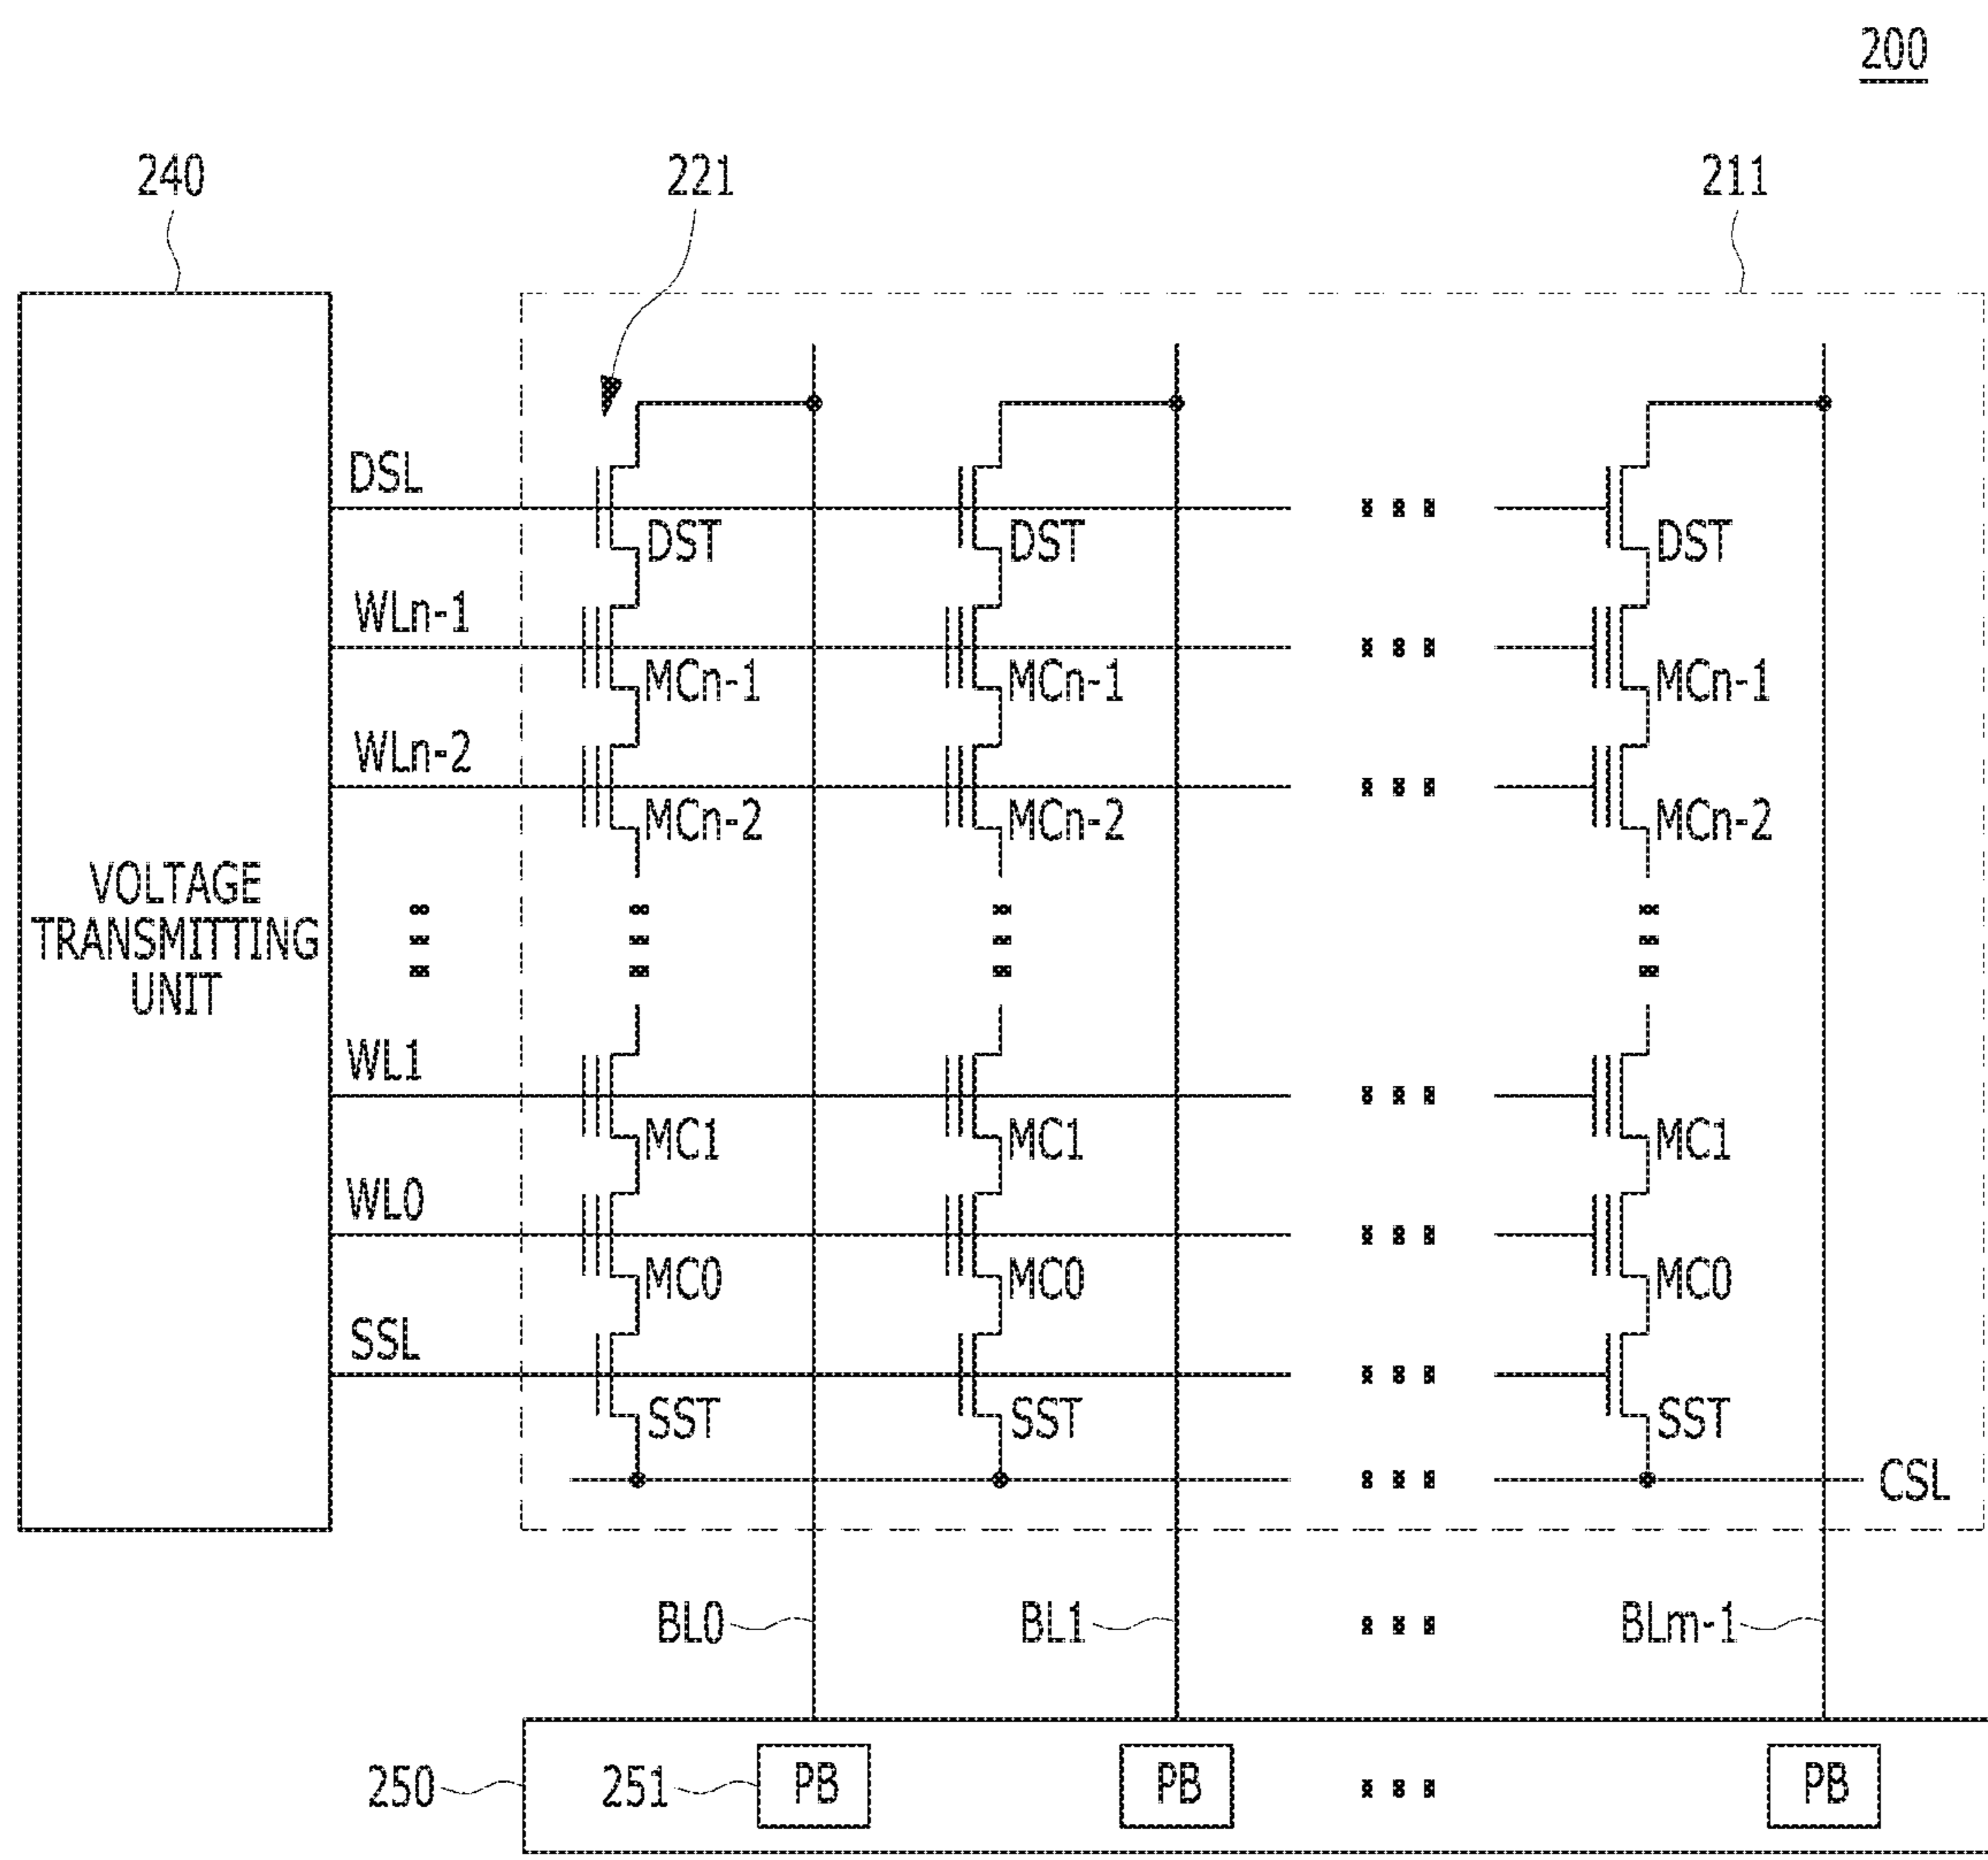 200
240
221
211
DSL
DST DST DST
WLn-1
MCn-1 MCn-1 MCn-1
WLn-2
MCn-2 MCn-2 MCn-2
VOLTAGE
TRANSMITTING
UNIT
WL1
MC1 MC1 MC1
WL0
MC0 MC0 MC0
SSL
SST SST SST
CSL
BL0 BL1 BLm-1
250 251 PB PB PB